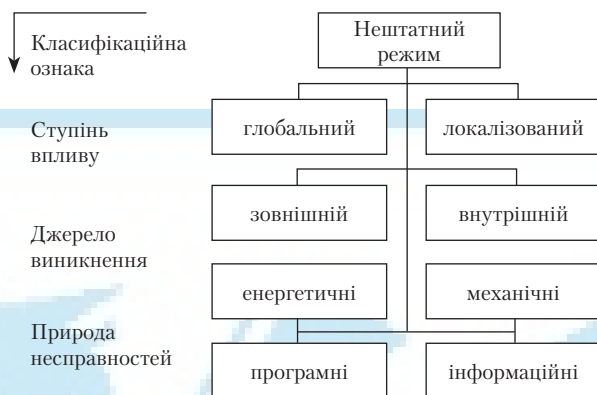 Класифікаційна
ознака
Нештатний
режим
Ступінь
впливу
глобальний
локалізований
Джерело
виникнення
зовнішній
внутрішній
Природа
несправностей
енергетичні
механічні
програмні
інформаційні